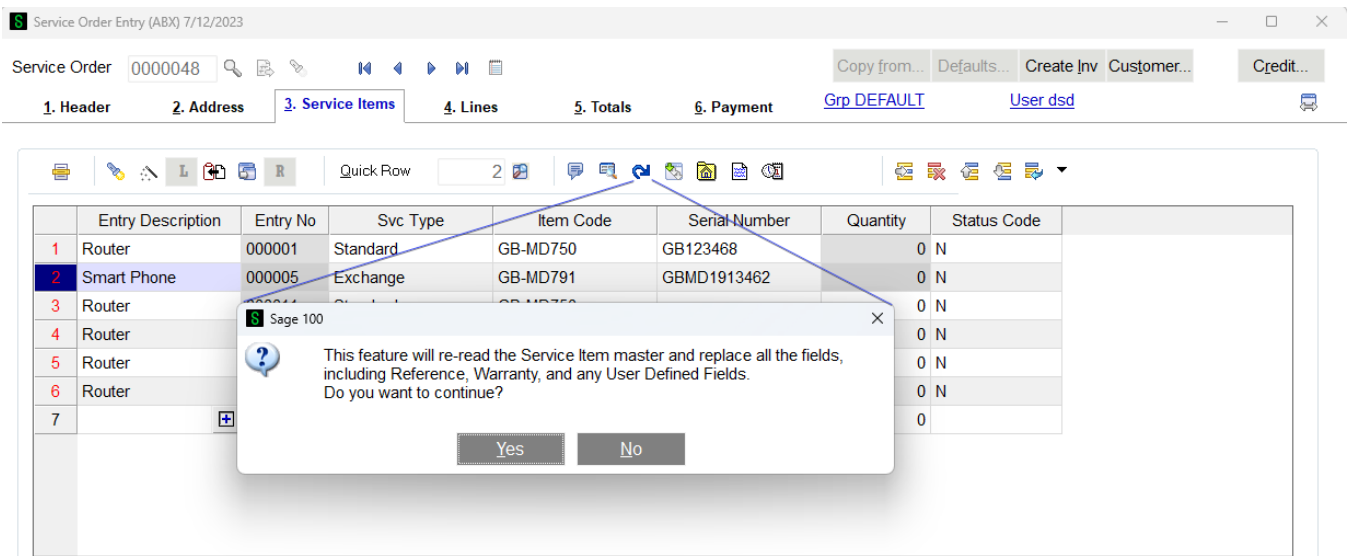 Service Order Entry (ABX) 7/12/2023
Service Order 0000048 Copy from... Defaults... Create Inv Customer... Credit...
1. Header 2. Address 3. Service Items 4. Lines 5. Totals 6. Payment Grp DEFAULT User dsd
L R Quick Row 2
Entry Description Entry No Svc Type Item Code Serial Number Quantity Status Code
1 Router 000001 Standard GB-MD750 GB123468 0 N
2 Smart Phone 000005 Exchange GB-MD791 GBMD1913462 0 N
3 Router 0 N
4 Router 0 N
5 Router 0 N
6 Router 0 N
7 0
S Sage 100
This feature will re-read the Service Item master and replace all the fields,
including Reference, Warranty, and any User Defined Fields.
Do you want to continue?
Yes No